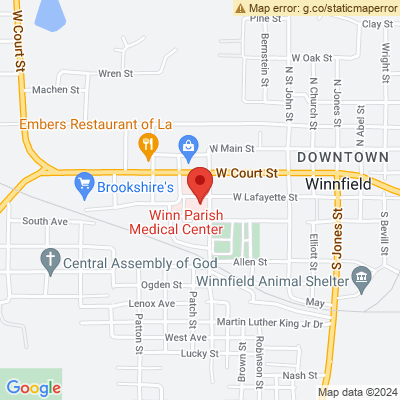 Map error: g.co/staticmaperror
W Court St
Pine St
Clay St
Bernstein St
W Oak St
Wright St
Wren St
Machen St
N St John St
N Church St
N Jones St
N Abel St
Embers Restaurant of La
W Main St
DOWNTOWN
W Court St
Winnfield
Brookshire's
W Lafayette St
South Ave
Winn Parish
Medical Center
S Bevill St
S Jones St
Elliott St
Central Assembly of God
Allen St
Winnfield Animal Shelter
Ogden St
Patch St
Lenox Ave
May
Patton St
Martin Luther King Jr Dr
West Ave
Lucky St
Brown St
Robinson St
Nash St
Google
Map data ©2024